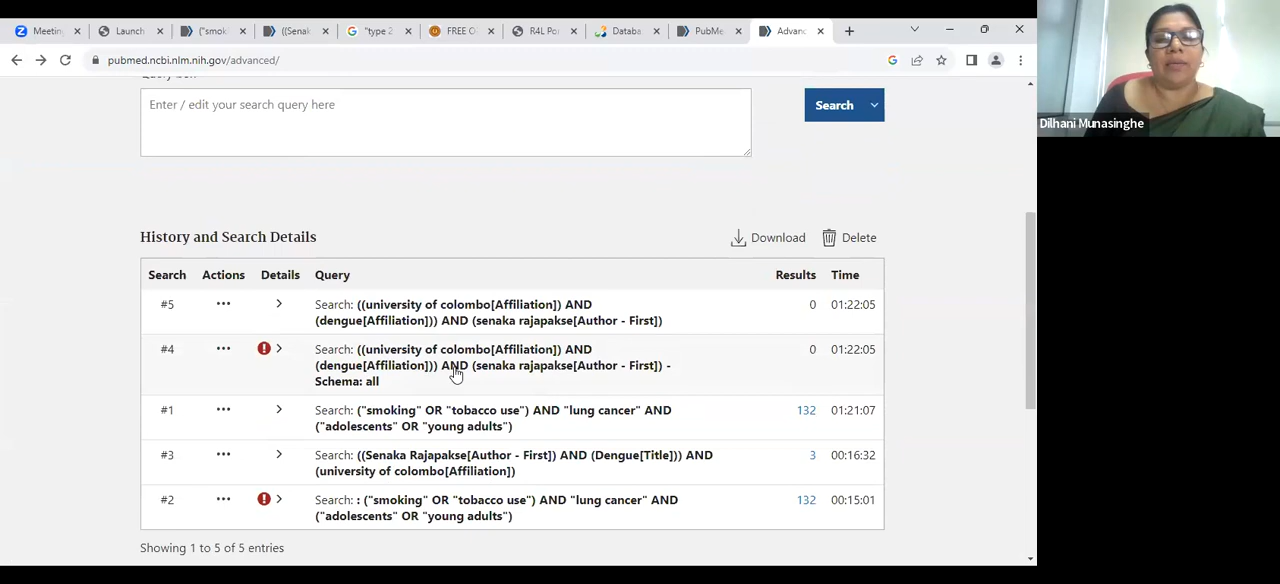 Meetin
Launch
("smok
((Senak
"type 2
FREE C
R4L Po
Databa
PubMe
Advanc
pubmed.ncbi.nlm.nih.gov/advanced/
Enter / edit your search query here
Search
Dilhani Munasinghe
History and Search Details
Download
Delete
Search Actions Details Query Results Time
#5 Search: ((university of colombo[Affiliation]) AND 0 01:22:05
(dengue[Affiliation])) AND (senaka rajapakse[Author - First])
#4 Search: ((university of colombo[Affiliation]) AND 0 01:22:05
(dengue[Affiliation])) AND (senaka rajapakse[Author - First]) -
Schema: all
#1 Search: ("smoking" OR "tobacco use") AND "lung cancer" AND 132 01:21:07
("adolescents" OR "young adults")
#3 Search: ((Senaka Rajapakse[Author - First]) AND (Dengue[Title])) AND 3 00:16:32
(university of colombo[Affiliation])
#2 Search: : ("smoking" OR "tobacco use") AND "lung cancer" AND 132 00:15:01
("adolescents" OR "young adults")
Showing 1 to 5 of 5 entries